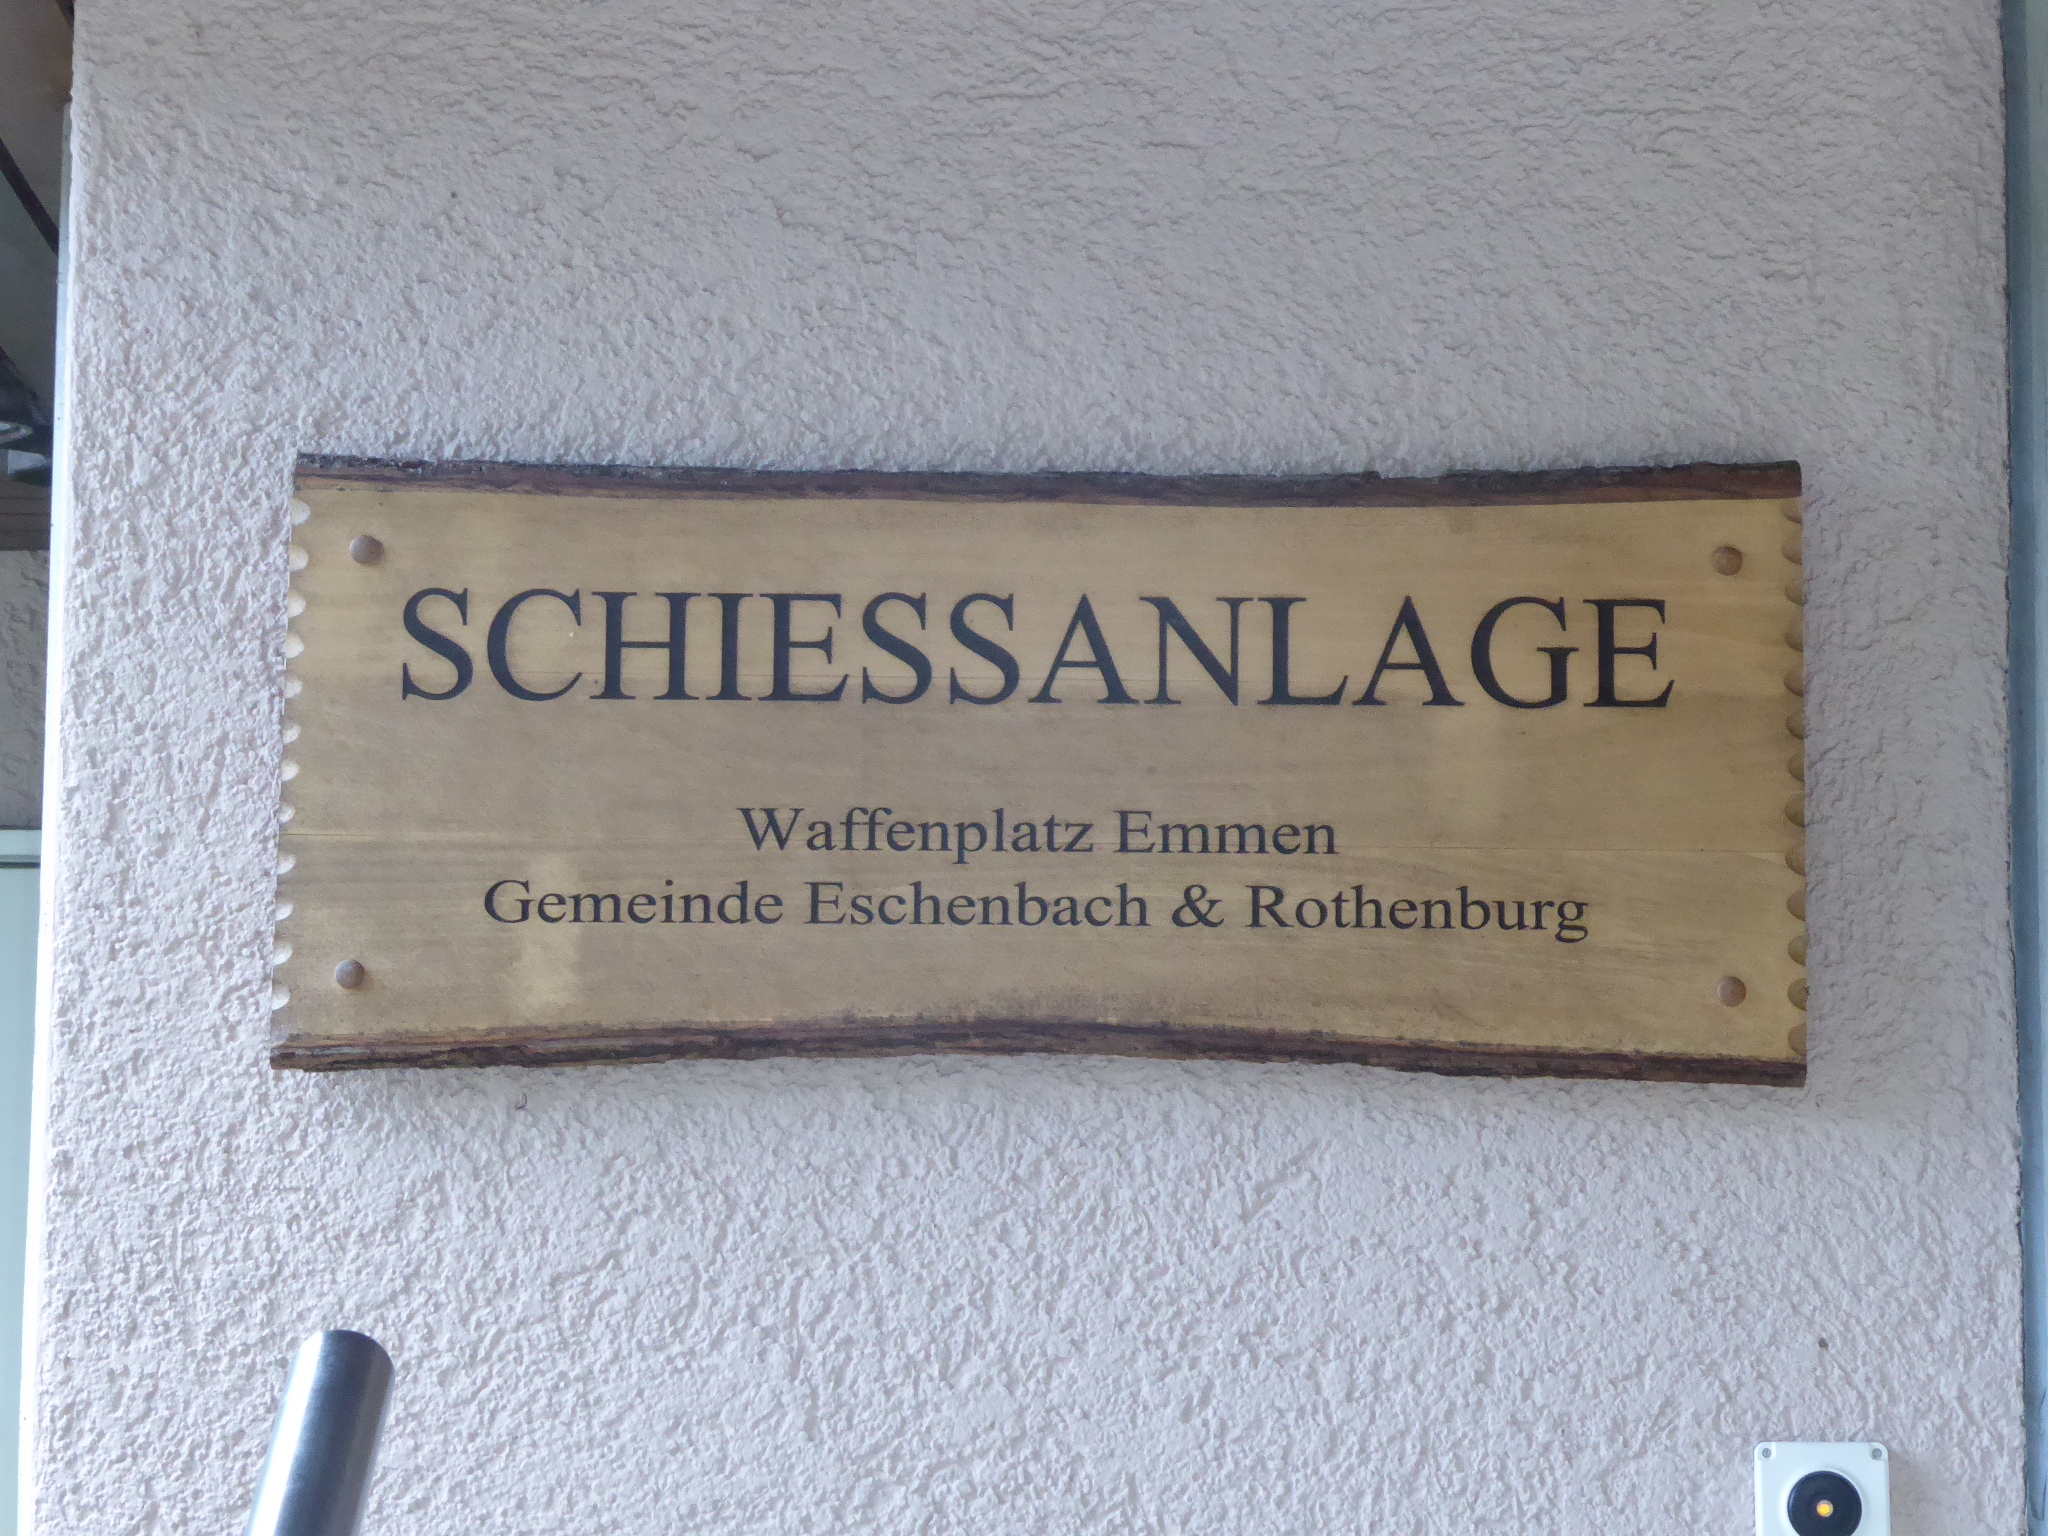 SCHIESSANLAGE
Waffenplatz Emmen
Gemeinde Eschenbach & Rothenburg